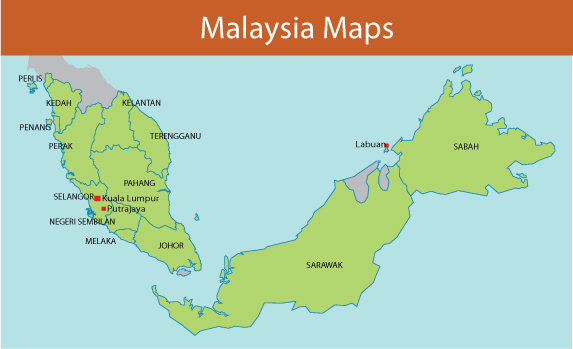 Malaysia Maps
PERLIS
KEDAH
KELANTAN
PENANG
TERENGGANU
PERAK
Labuan
SABAH
PAHANG
SELANGOR
Kuala Lumpur
Putrajaya
NEGERI SEMBILAN
MELAKA
JOHOR
SARAWAK